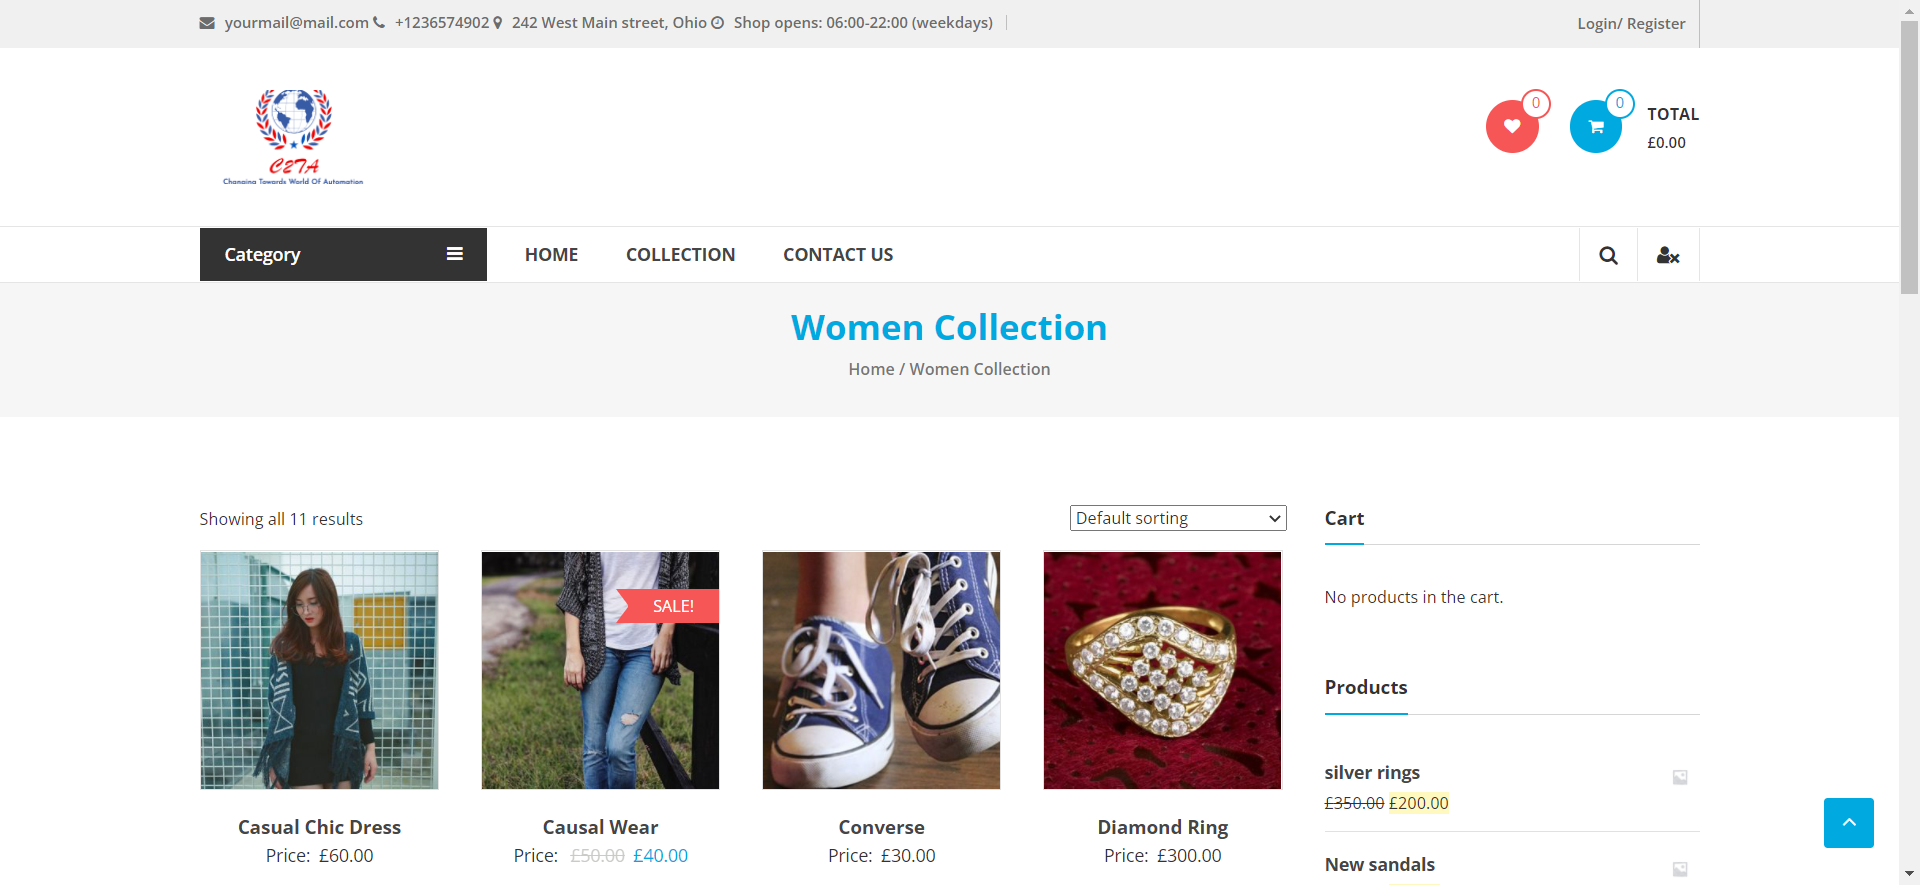 yourmail@mail.com +1236574902 242 West Main street, Ohio Shop opens: 06:00-22:00 (weekdays)
Login/ Register
C2TA
Changing Towards World Of Automation
0
0
TOTAL
£0.00
Category
HOME
COLLECTION
CONTACT US
Women Collection
Home / Women Collection
Showing all 11 results
Default sorting
SALE!
Casual Chic Dress
Price: £60.00
Causal Wear
Price: £50.00 £40.00
Converse
Price: £30.00
Diamond Ring
Price: £300.00
Cart
No products in the cart.
Products
silver rings
£350.00 £200.00
New sandals